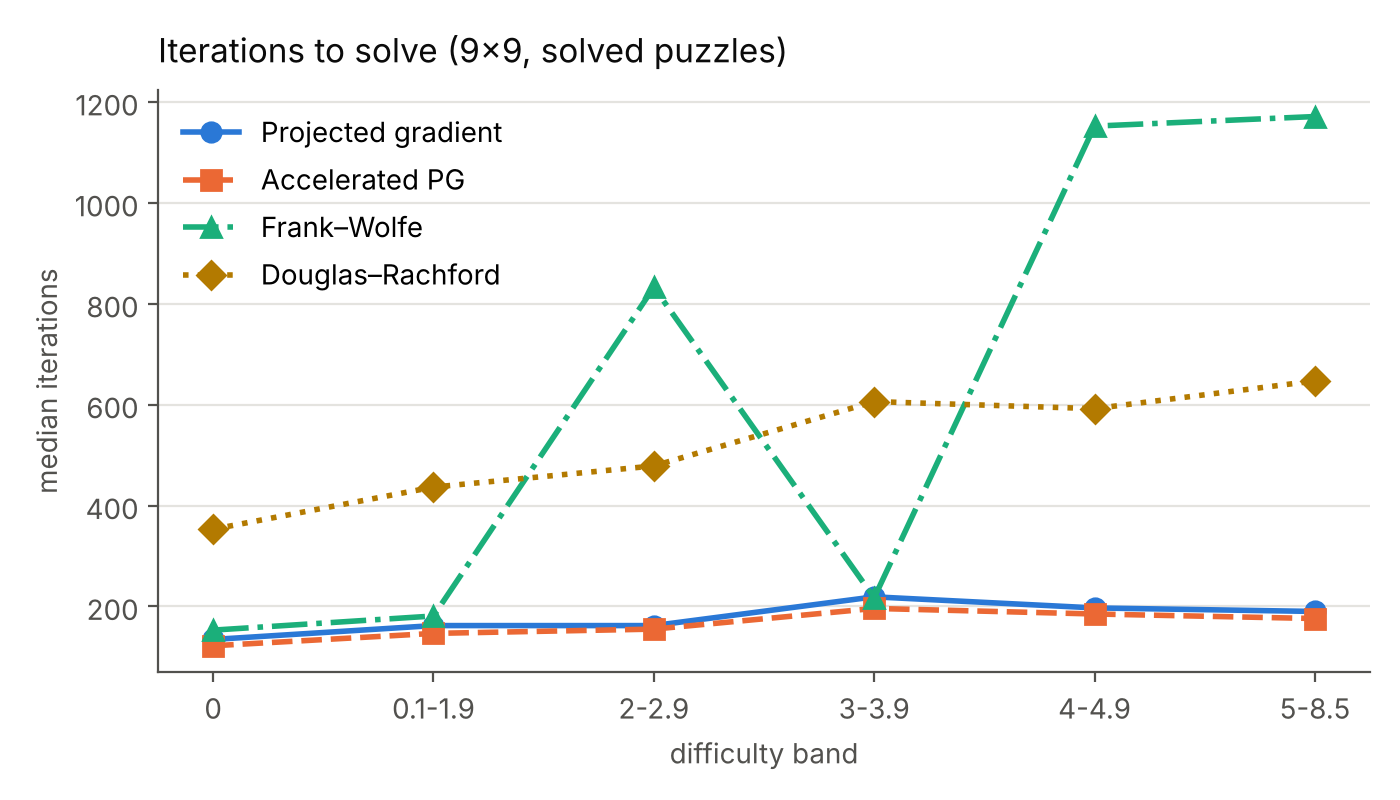 Iterations to solve (9×9, solved puzzles)
1200
1000
800
600
400
200
median iterations
Projected gradient
Accelerated PG
Frank–Wolfe
Douglas–Rachford
0
0.1–1.9
2–2.9
3–3.9
4–4.9
5–8.5
difficulty band